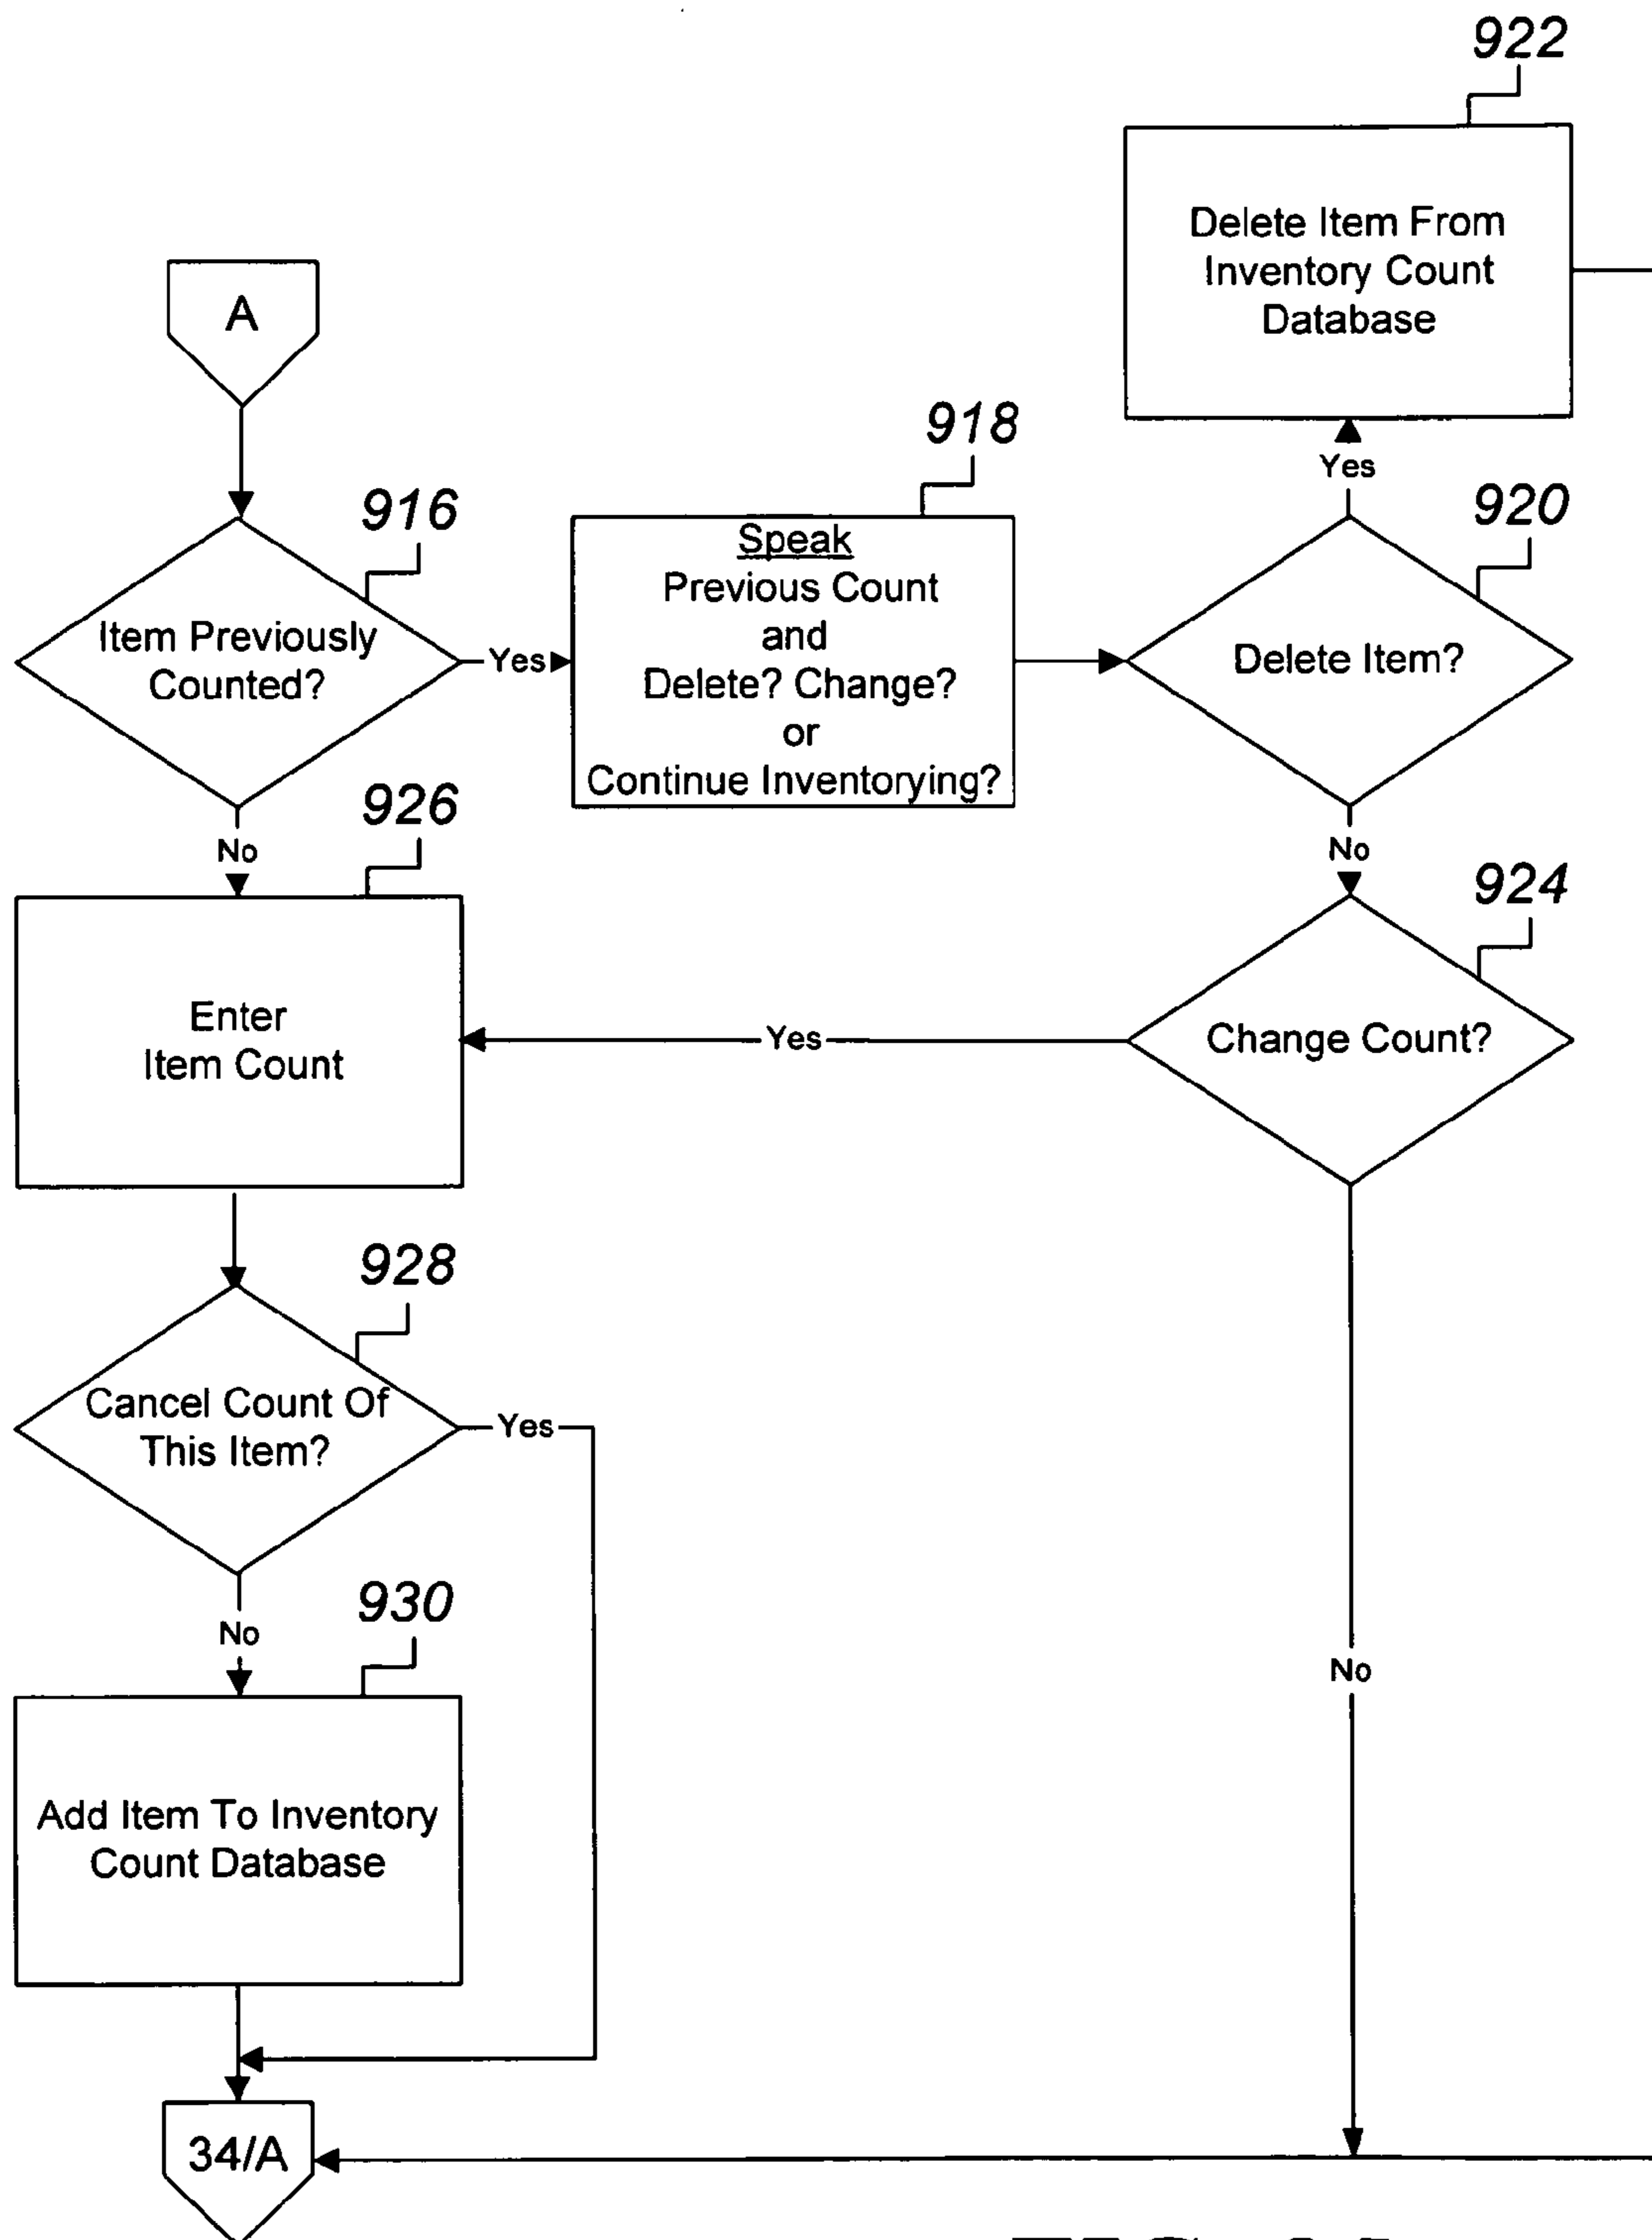 922
Delete Item From
Inventory Count
Database
A
918
Yes
916
920
Speak
Previous Count
and
Delete? Change?
or
Continue Inventorying?
Item Previously
Counted?
Yes
Delete Item?
926
No
No
924
Enter
Item Count
Yes
Change Count?
928
Cancel Count Of
This Item?
Yes
930
No
No
Add Item To Inventory
Count Database
34/A